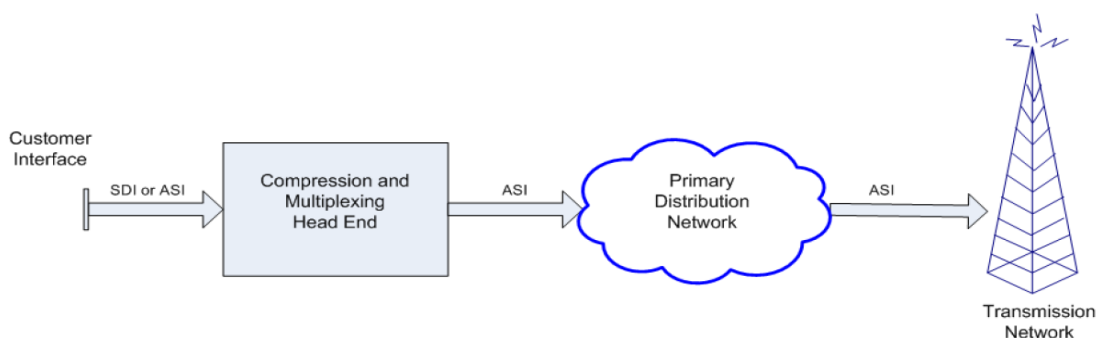 Customer
Interface
SDI or ASI
Compression and
Multiplexing
Head End
ASI
Primary
Distribution
Network
ASI
Transmission
Network